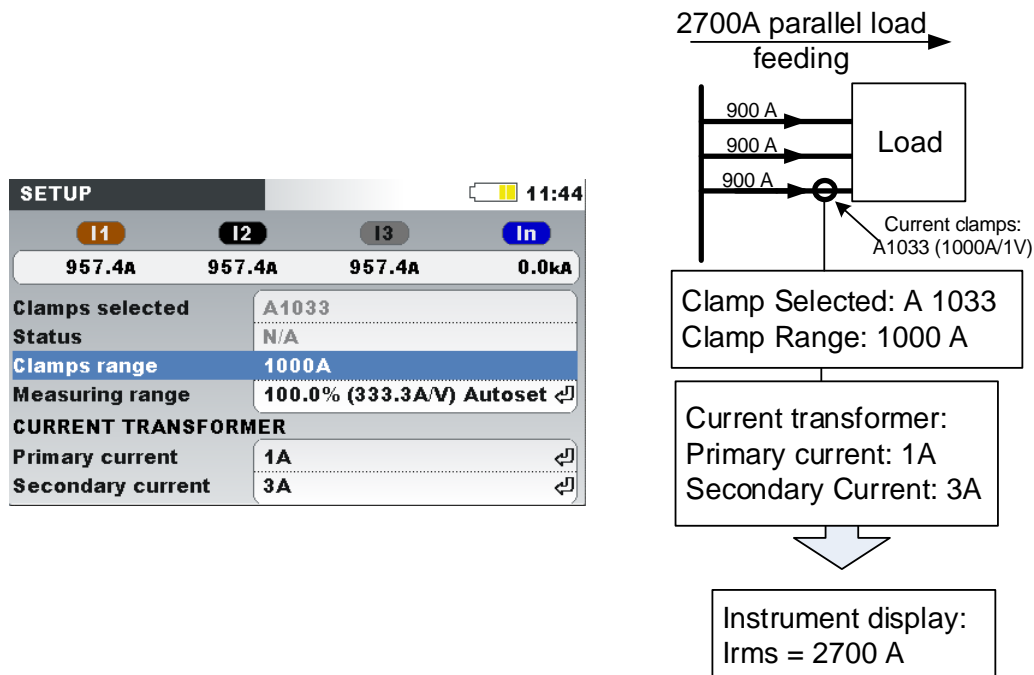 SETUP
11:44
I1 I2 I3 In
957.4A 957.4A 957.4A 0.0kA
Clamps selected A1033
Status N/A
Clamps range 1000A
Measuring range 100.0% (333.3A/V) Autoset
CURRENT TRANSFORMER
Primary current 1A
Secondary current 3A
2700A parallel load
feeding
900 A
900 A
900 A
Load
Current clamps:
A1033 (1000A/1V)
Clamp Selected: A 1033
Clamp Range: 1000 A
Current transformer:
Primary current: 1A
Secondary Current: 3A
Instrument display:
Irms = 2700 A